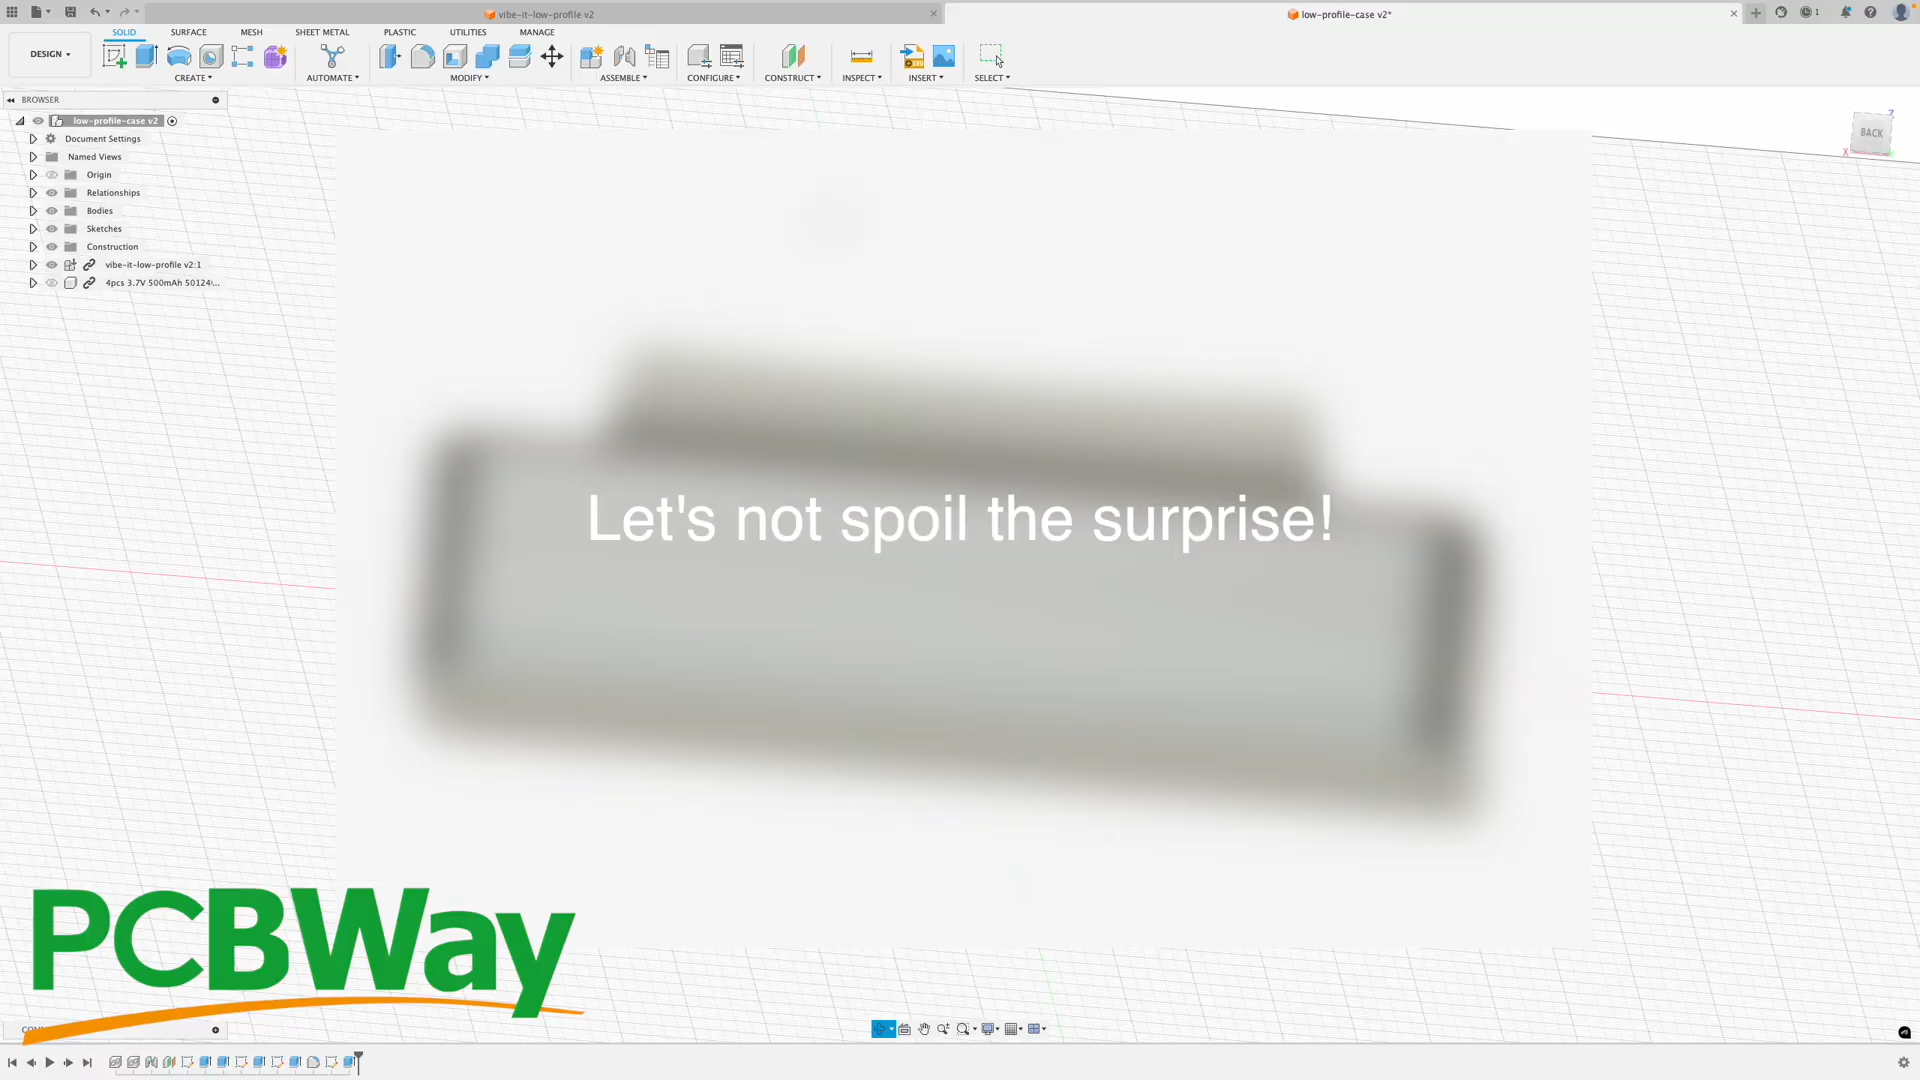 vibe-it-low-profile v2
low-profile-case v2*
1
DESIGN
SOLID
SURFACE
MESH
SHEET METAL
PLASTIC
UTILITIES
MANAGE
CREATE
AUTOMATE
MODIFY
ASSEMBLE
CONFIGURE
CONSTRUCT
INSPECT
INSERT
SELECT
BROWSER
low-profile-case v2
Document Settings
Named Views
Origin
Relationships
Bodies
Sketches
Construction
vibe-it-low-profile v2:1
4pcs 3.7V 500mAh 50124(...
BACK
Z
X
Let's not spoil the surprise!
PCBWay